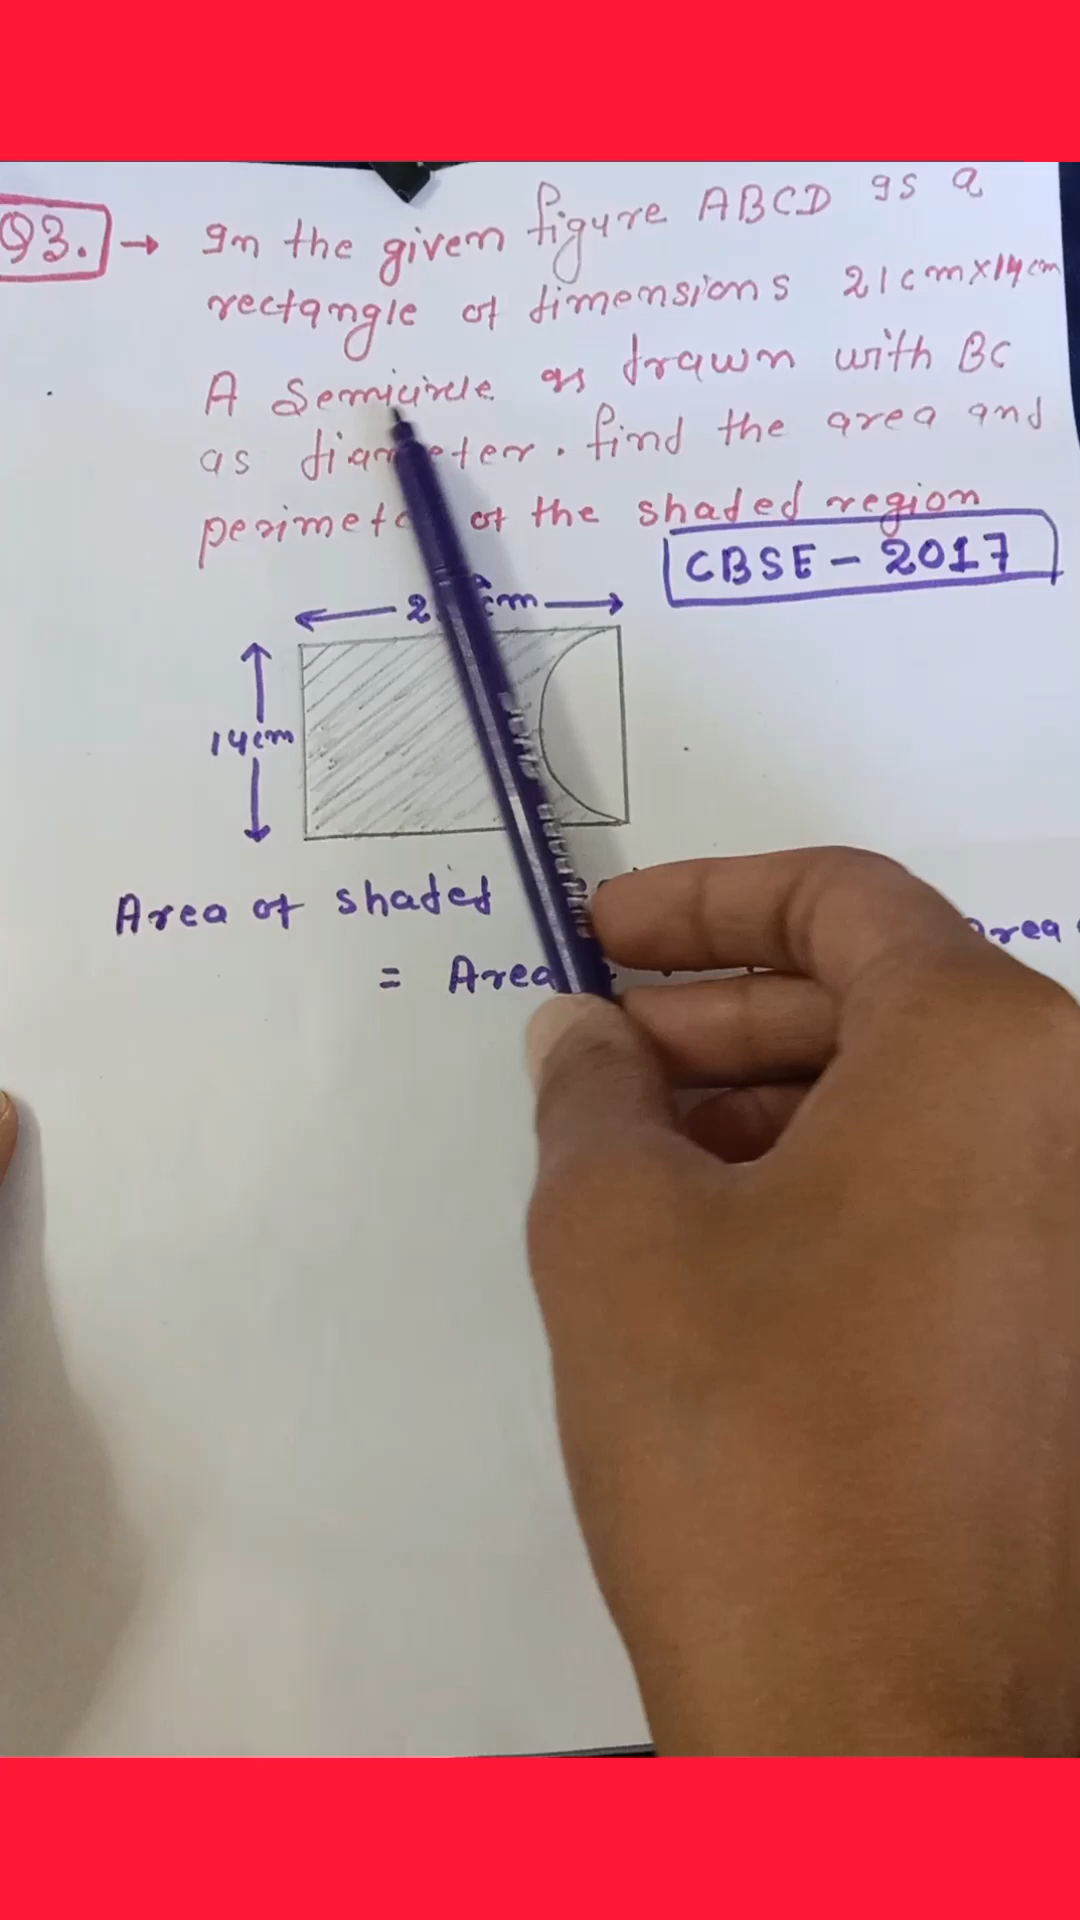 Q3. → In the given figure ABCD is a
rectangle of dimensions 21cm×14cm
A Semicircle is drawn with BC
as diameter. find the area and
of the shaded region
CBSE - 2017
14cm
Area of shaded
= Area
Area